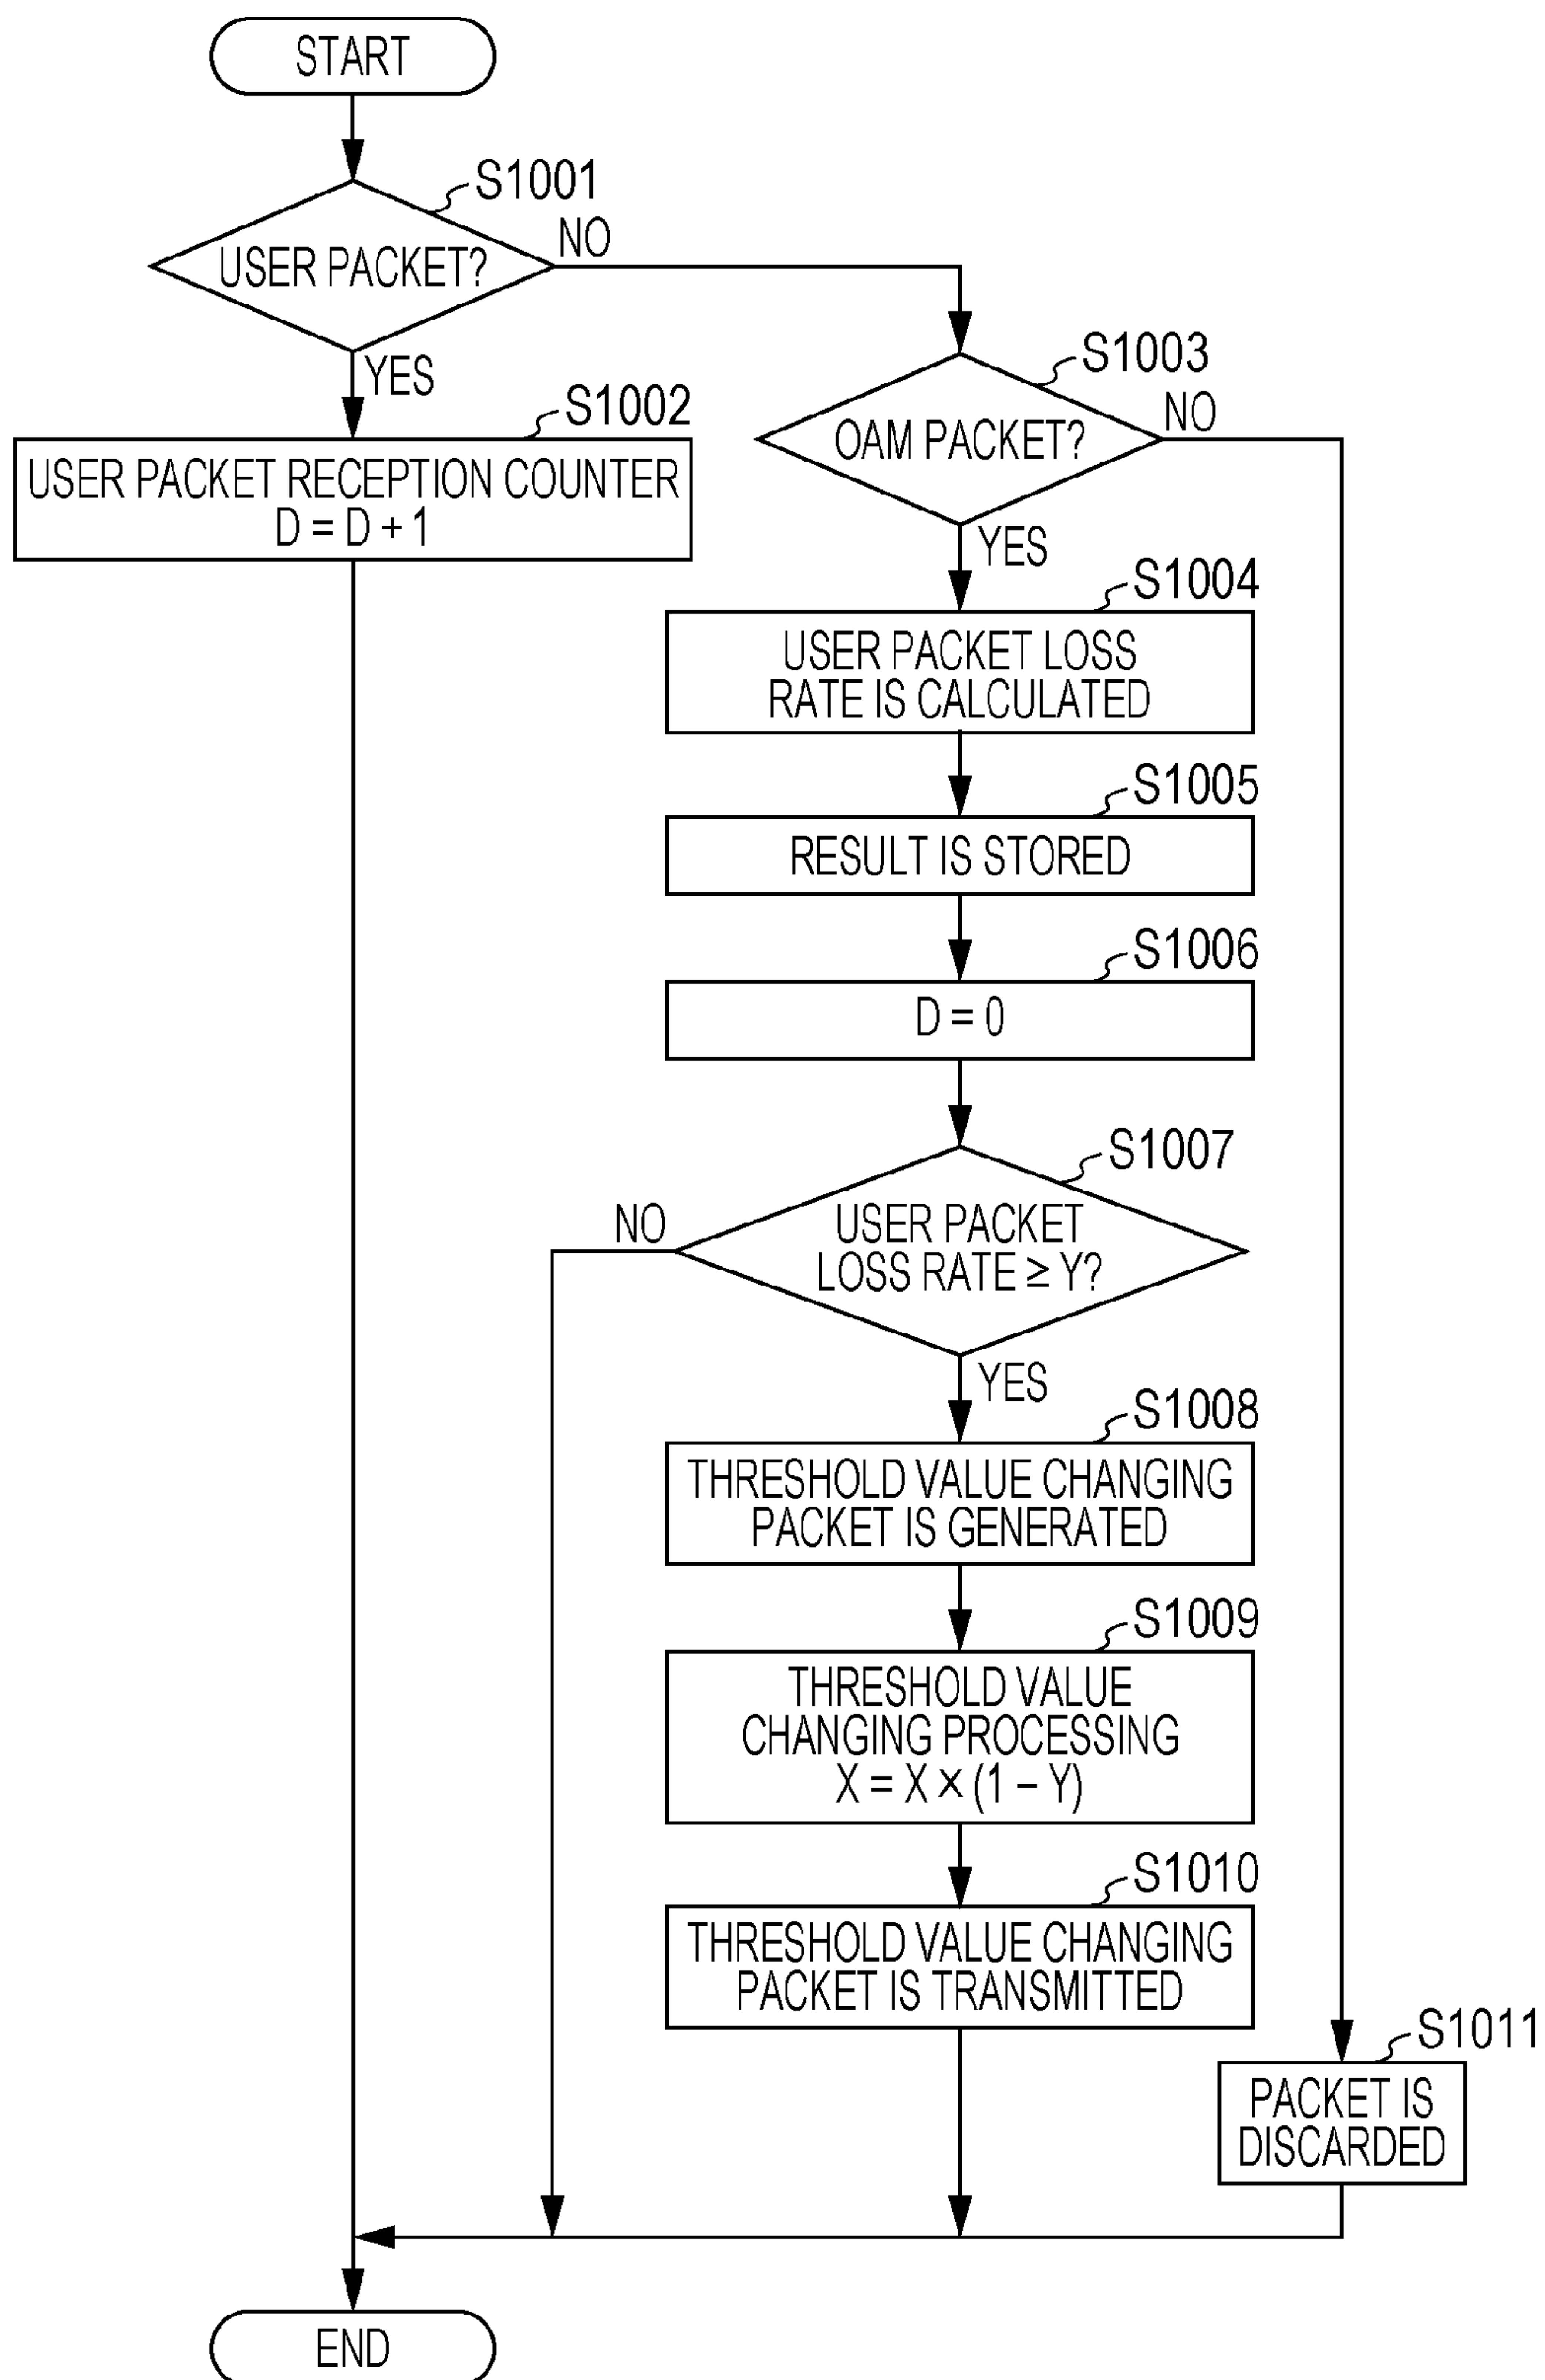 START
S1001
USER PACKET?
NO
YES
S1002
USER PACKET RECEPTION COUNTER
D = D + 1
S1003
OAM PACKET?
NO
YES
S1004
USER PACKET LOSS
RATE IS CALCULATED
S1005
RESULT IS STORED
S1006
D = 0
S1007
USER PACKET
LOSS RATE ≥ Y?
NO
YES
S1008
THRESHOLD VALUE CHANGING
PACKET IS GENERATED
S1009
THRESHOLD VALUE
CHANGING PROCESSING
X = X × (1 – Y)
S1010
THRESHOLD VALUE CHANGING
PACKET IS TRANSMITTED
S1011
PACKET IS
DISCARDED
END